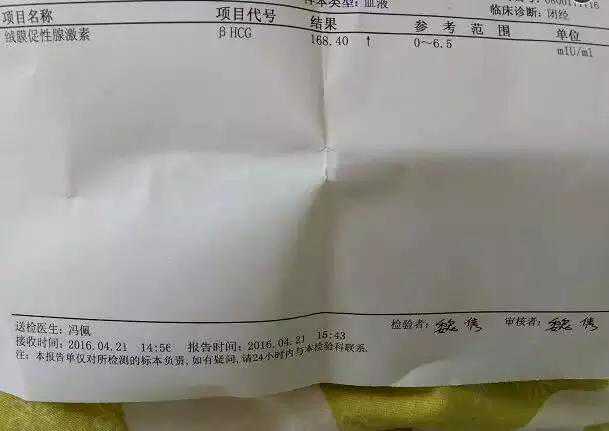 样本类型:血液
临床诊断:闭经
项目名称 项目代号 结果 参考范围 单位
绒膜促性腺激素 βHCG 168.40 ↑ 0~6.5 mIU/ml
送检医生:冯佩 检验者: 审核者:
接收时间:2016.04.21 14:56 报告时间:2016.04.21 15:43
注:本报告单仅对所检测的标本负责,如有疑问,请24小时内与本检验科联系.